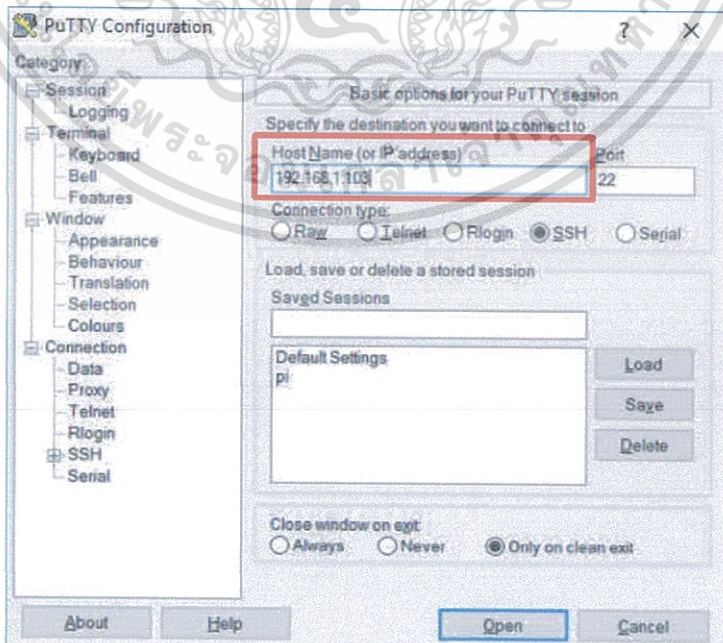 PuTTY Configuration
? X
Category:
Session
Logging
Terminal
Keyboard
Bell
Features
Window
Appearance
Behaviour
Translation
Selection
Colours
Connection
Data
Proxy
Telnet
Rlogin
SSH
Serial
Basic options for your PuTTY session
Specify the destination you want to connect to
Host Name (or IP address)
Port
192.168.1.103
22
Connection type:
Raw
Telnet
Rlogin
SSH
Serial
Load, save or delete a stored session
Saved Sessions
Default Settings
pi
Load
Save
Delete
Close window on exit:
Always
Never
Only on clean exit
About
Help
Open
Cancel